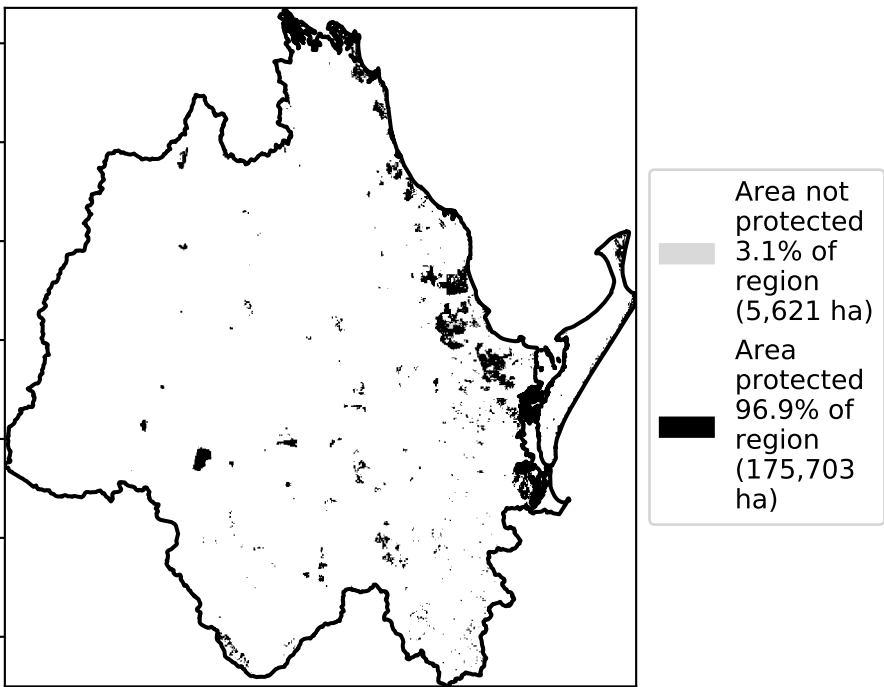 Area not
protected
3.1% of
region
(5,621 ha)
Area
protected
96.9% of
region
(175,703
ha)